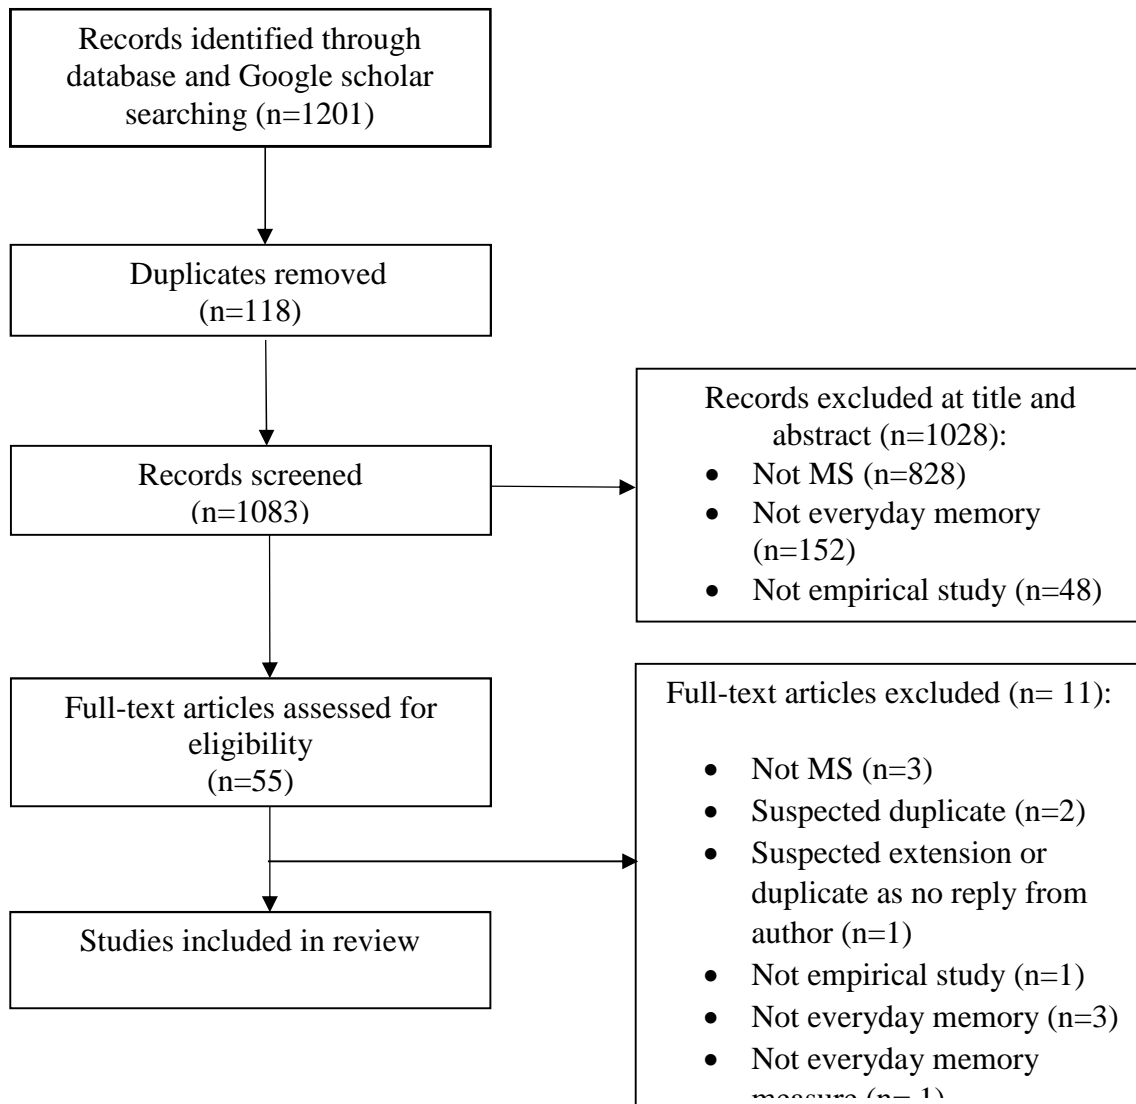 Records identified through
database and Google scholar
searching (n=1201)
Duplicates removed
(n=118)
Records screened
(n=1083)
Records excluded at title and
abstract (n=1028):
• Not MS (n=828)
• Not everyday memory
(n=152)
• Not empirical study (n=48)
Full-text articles assessed for
eligibility
(n=55)
Full-text articles excluded (n= 11):
• Not MS (n=3)
• Suspected duplicate (n=2)
• Suspected extension or
duplicate as no reply from
author (n=1)
• Not empirical study (n=1)
• Not everyday memory (n=3)
• Not everyday memory
measure (n= 1)
Studies included in review